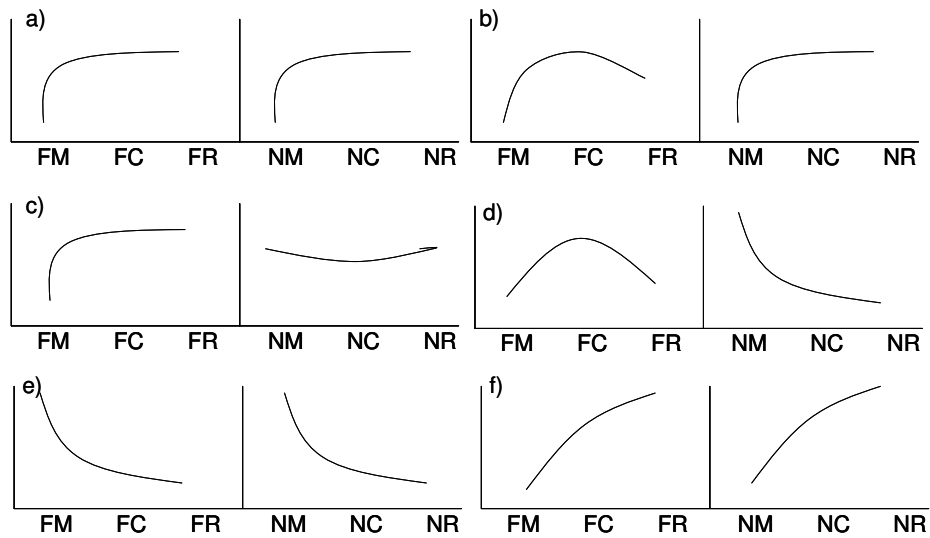 a)
b)
FM FC FR NM NC NR
FM FC FR NM NC NR
c)
d)
FM FC FR NM NC NR
FM FC FR NM NC NR
e)
f)
FM FC FR NM NC NR
FM FC FR NM NC NR